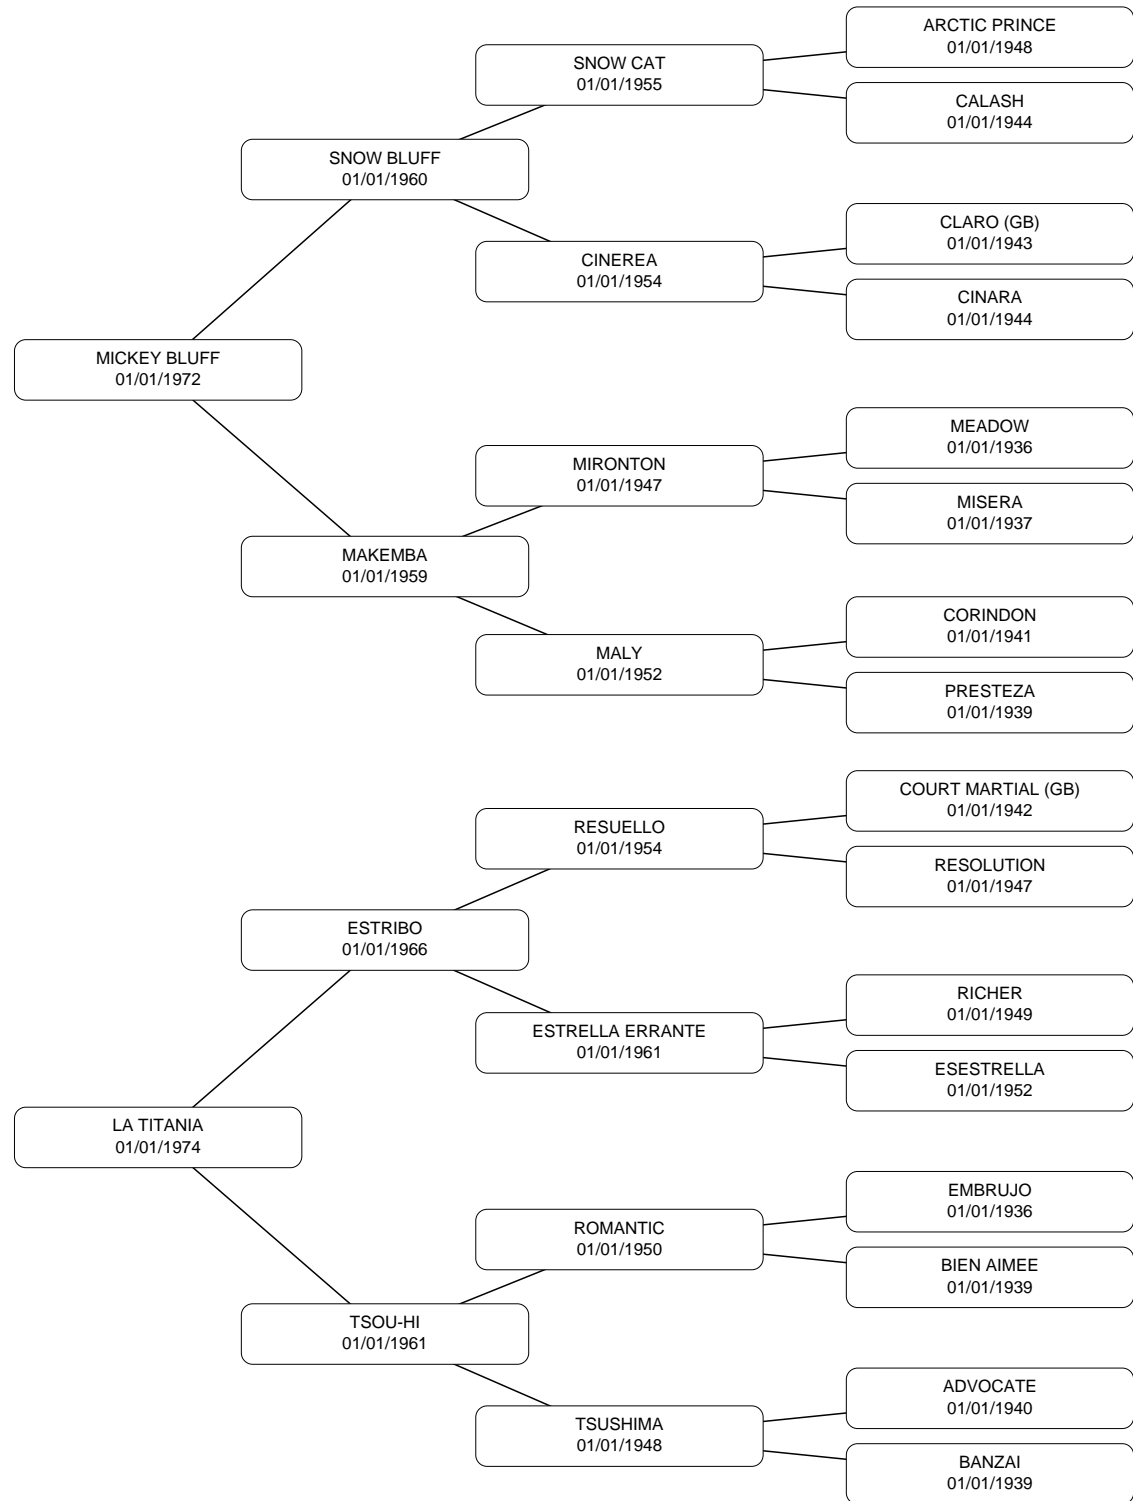 ARCTIC PRINCE
01/01/1948
SNOW CAT
01/01/1955
CALASH
01/01/1944
SNOW BLUFF
01/01/1960
CLARO (GB)
01/01/1943
CINEREA
01/01/1954
CINARA
01/01/1944
MICKEY BLUFF
01/01/1972
MEADOW
01/01/1936
MIRONTON
01/01/1947
MISERA
01/01/1937
MAKEMBA
01/01/1959
CORINDON
01/01/1941
MALY
01/01/1952
PRESTEZA
01/01/1939
COURT MARTIAL (GB)
01/01/1942
RESUELLO
01/01/1954
RESOLUTION
01/01/1947
ESTRIBO
01/01/1966
RICHER
01/01/1949
ESTRELLA ERRANTE
01/01/1961
ESESTRELLA
01/01/1952
LA TITANIA
01/01/1974
EMBRUJO
01/01/1936
ROMANTIC
01/01/1950
BIEN AIMEE
01/01/1939
TSOU-HI
01/01/1961
ADVOCATE
01/01/1940
TSUSHIMA
01/01/1948
BANZAI
01/01/1939